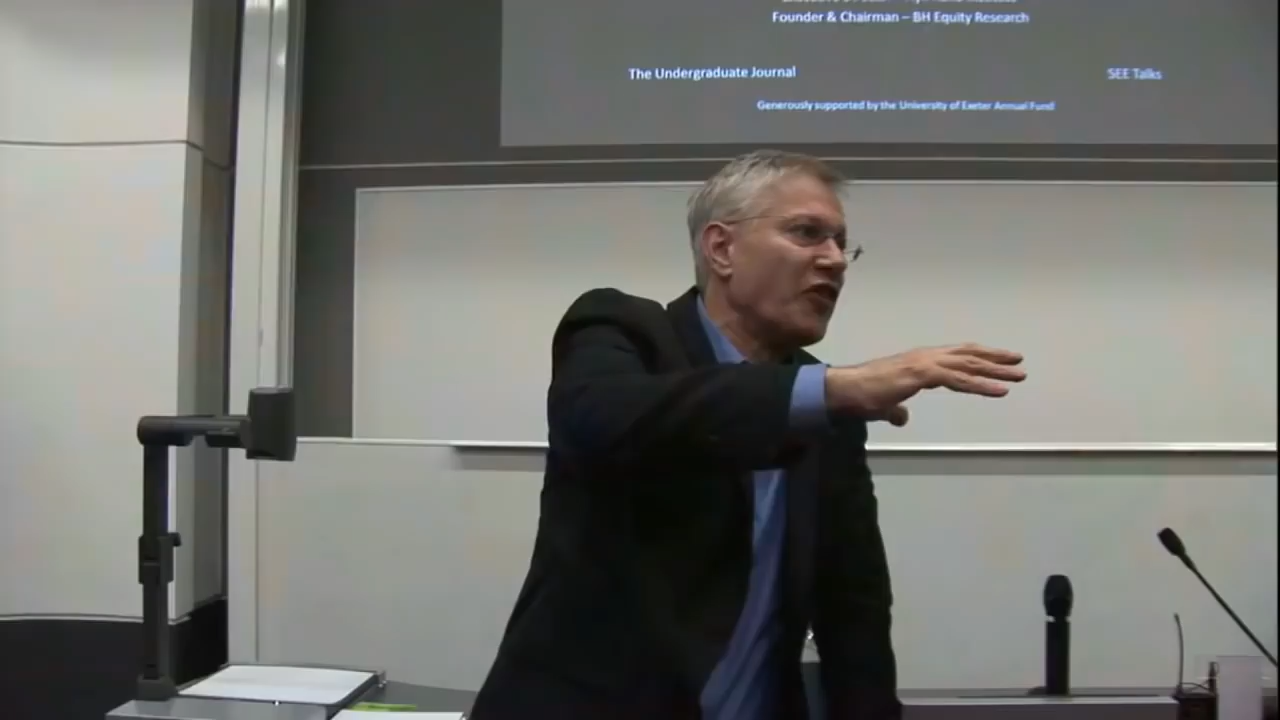 Founder & Chairman – BH Equity Research
The Undergraduate Journal
SEE Talks
Generously supported by the University of Exeter Annual Fund